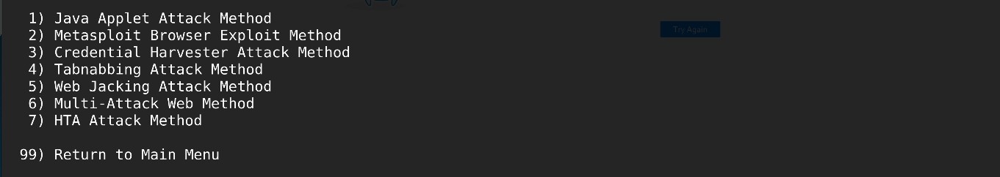 1) Java Applet Attack Method
2) Metasploit Browser Exploit Method
3) Credential Harvester Attack Method
4) Tabnabbing Attack Method
5) Web Jacking Attack Method
6) Multi-Attack Web Method
7) HTA Attack Method
99) Return to Main Menu
Try Again